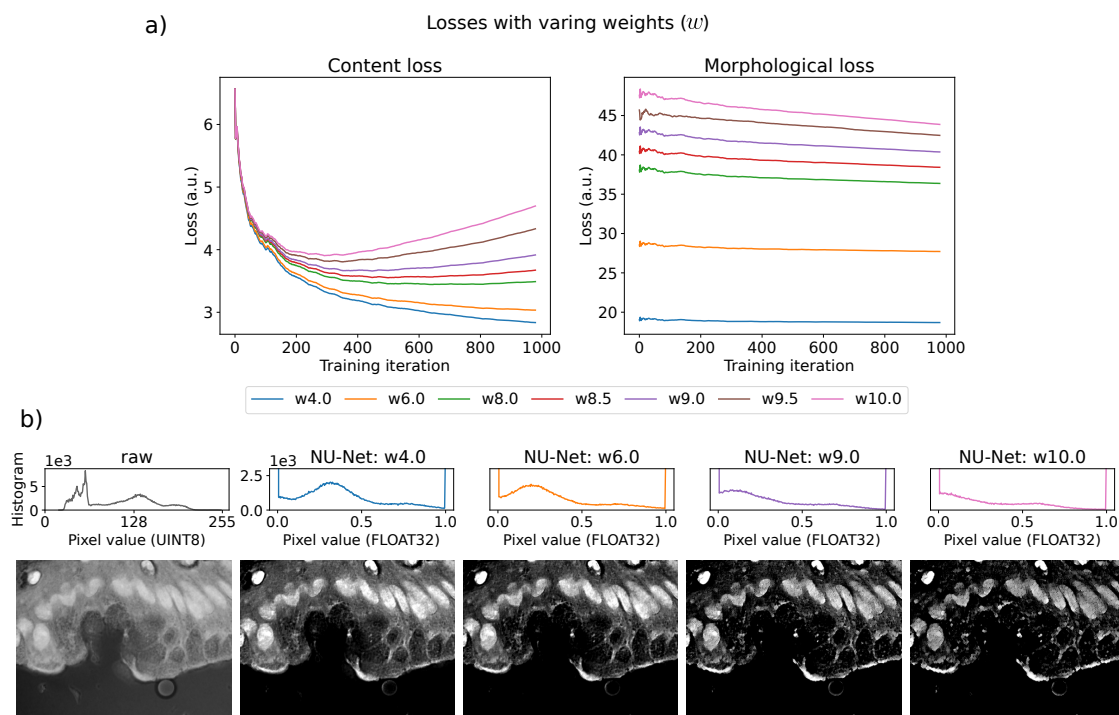 a)
Losses with varing weights (w)
Content loss
Morphological loss
Loss (a.u.)
6
5
4
3
0 200 400 600 800 1000
Training iteration
Loss (a.u.)
45
40
35
30
25
20
0 200 400 600 800 1000
Training iteration
w4.0 w6.0 w8.0 w8.5 w9.0 w9.5 w10.0
b)
raw
NU-Net: w4.0
NU-Net: w6.0
NU-Net: w9.0
NU-Net: w10.0
Histogram
1e3
5
0
0 128 255
Pixel value (UINT8)
1e3
2.5
0.0
0.0 0.5 1.0
Pixel value (FLOAT32)
0.0 0.5 1.0
Pixel value (FLOAT32)
0.0 0.5 1.0
Pixel value (FLOAT32)
0.0 0.5 1.0
Pixel value (FLOAT32)